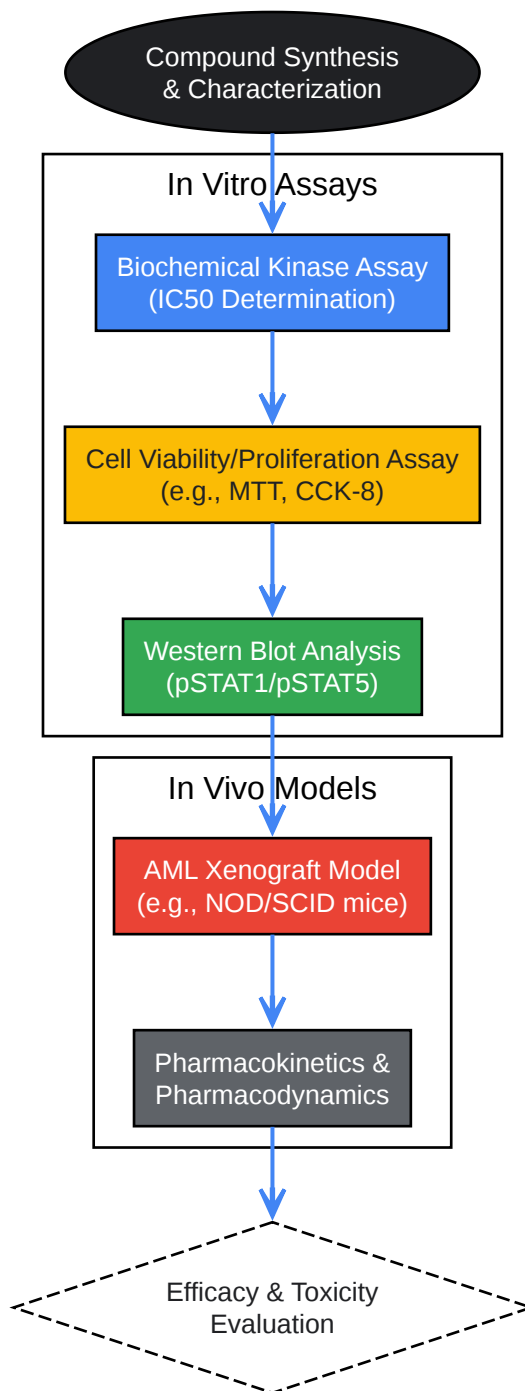 Compound Synthesis
& Characterization
In Vitro Assays
Biochemical Kinase Assay
(IC50 Determination)
Cell Viability/Proliferation Assay
(e.g., MTT, CCK-8)
Western Blot Analysis
(pSTAT1/pSTAT5)
In Vivo Models
AML Xenograft Model
(e.g., NOD/SCID mice)
Pharmacokinetics &
Pharmacodynamics
Efficacy & Toxicity
Evaluation